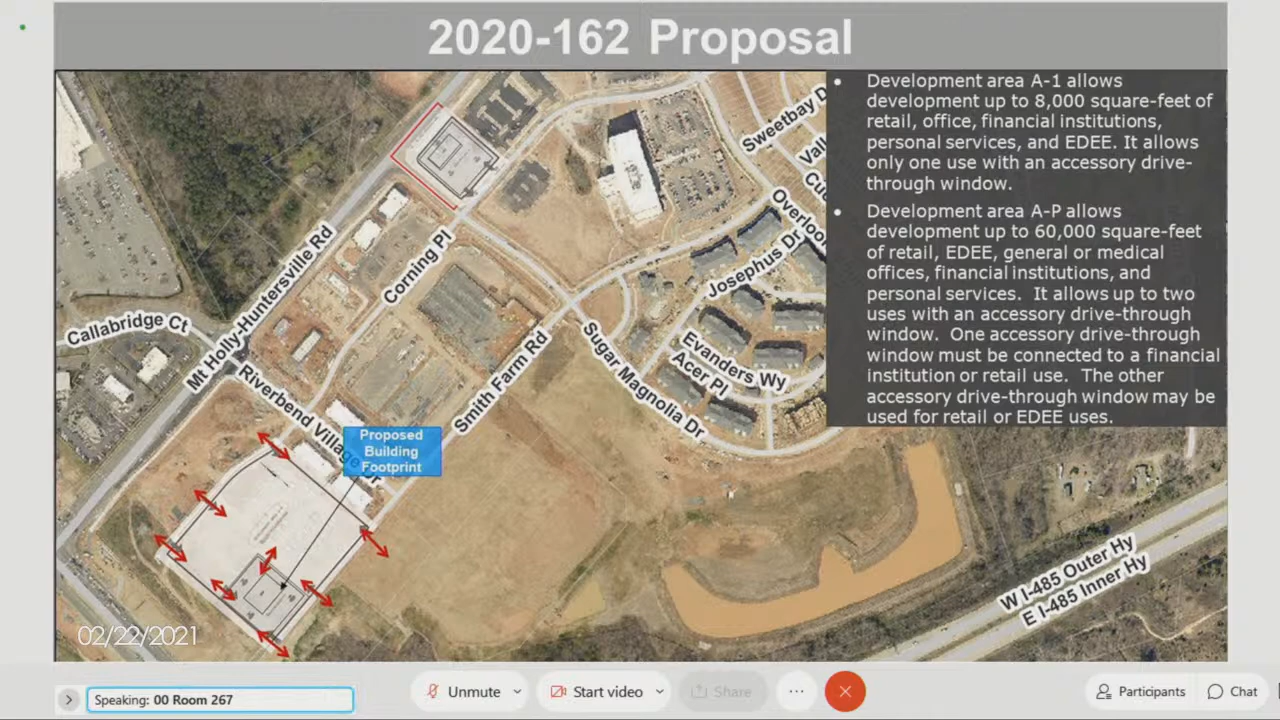 2020-162 Proposal
• Development area A-1 allows
development up to 8,000 square-feet of
retail, office, financial institutions,
personal services, and EDEE. It allows
only one use with an accessory drive-
through window.
• Development area A-P allows
development up to 60,000 square-feet
of retail, EDEE, general or medical
offices, financial institutions, and
personal services. It allows up to two
uses with an accessory drive-through
window. One accessory drive-through
window must be connected to a financial
institution or retail use. The other
accessory drive-through window may be
used for retail or EDEE uses.
Sweetbay D
Vall
Cu
Overloo
Josephus Dr
Mt Holly-Huntersville Rd
Corning Pl
Callabridge Ct
Evanders Wy
Acer Pl
Smith Farm Rd
Sugar Magnolia Dr
Riverbend Village Dr
Proposed
Building
Footprint
W I-485 Outer Hy
E I-485 Inner Hy
02/22/2021
Speaking: 00 Room 267
Unmute
Start video
Share
Participants
Chat